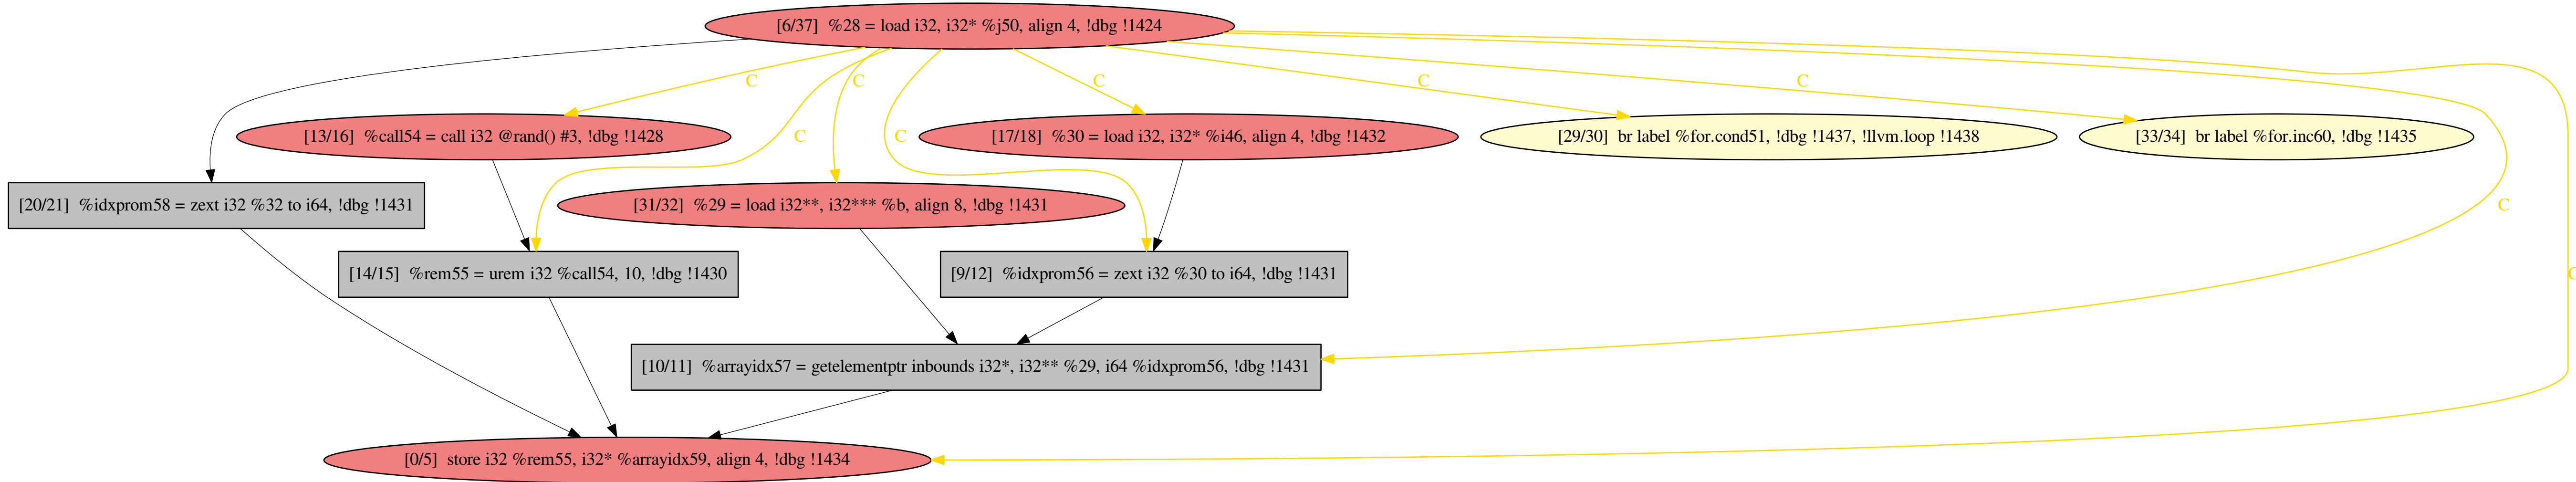 [6/37]  %28 = load i32, i32* %j50, align 4, !dbg !1424
C
C
C
C
C
[13/16]  %call54 = call i32 @rand() #3, !dbg !1428
C
C
[17/18]  %30 = load i32, i32* %i46, align 4, !dbg !1432
[29/30]  br label %for.cond51, !dbg !1437, !llvm.loop !1438
[33/34]  br label %for.inc60, !dbg !1435
[20/21]  %idxprom58 = zext i32 %32 to i64, !dbg !1431
[31/32]  %29 = load i32**, i32*** %b, align 8, !dbg !1431
C
[14/15]  %rem55 = urem i32 %call54, 10, !dbg !1430
[9/12]  %idxprom56 = zext i32 %30 to i64, !dbg !1431
C
[10/11]  %arrayidx57 = getelementptr inbounds i32*, i32** %29, i64 %idxprom56, !dbg !1431
[0/5]  store i32 %rem55, i32* %arrayidx59, align 4, !dbg !1434